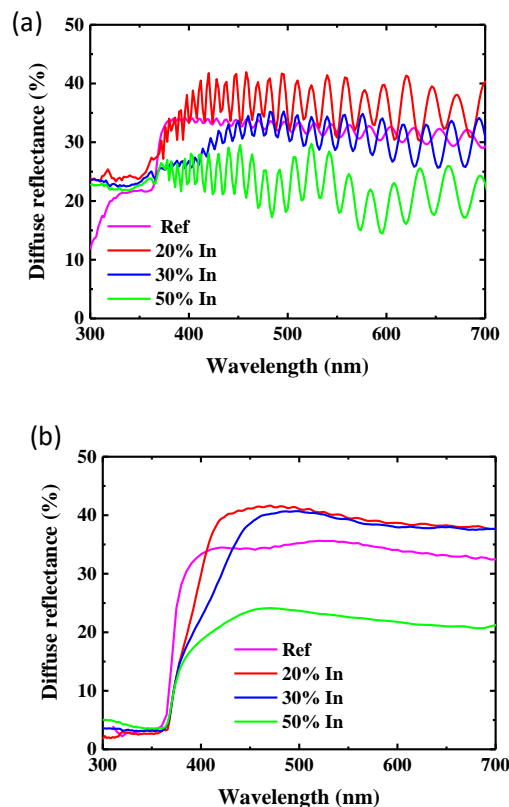 (a)
50
40
30
20
10
0
Diffuse reflectance (%)
Ref
20% In
30% In
50% In
300 400 500 600 700
Wavelength (nm)
(b)
50
40
30
20
10
0
Diffuse reflectance (%)
Ref
20% In
30% In
50% In
300 400 500 600 700
Wavelength (nm)